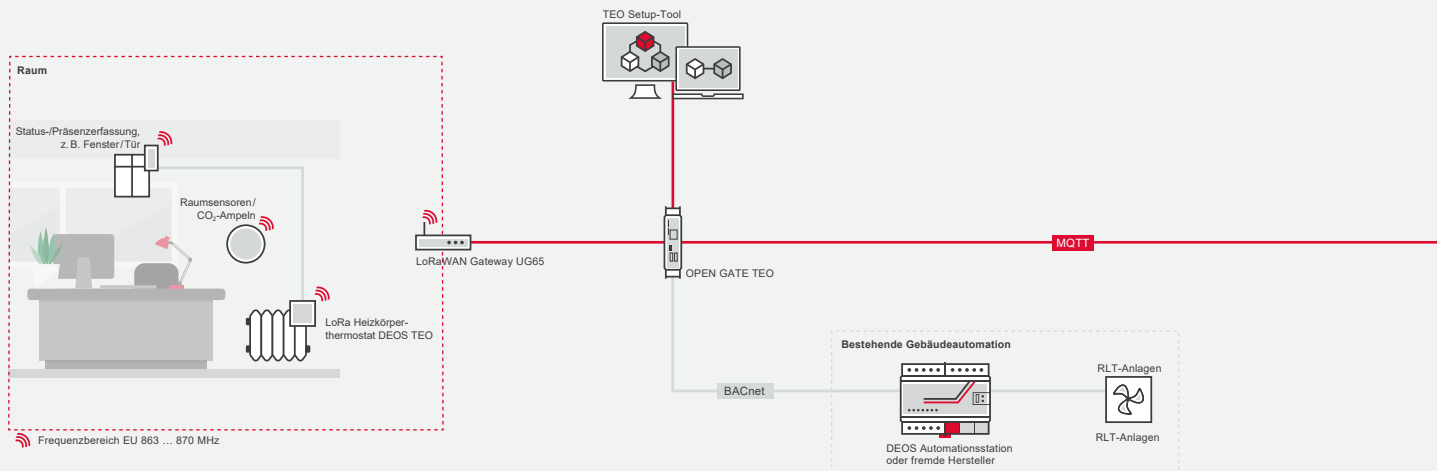 TEO Setup-Tool
Raum
Status-/Präsenzerfassung,
z. B. Fenster / Tür
Raumsensoren /
CO₂-Ampeln
LoRaWAN Gateway UG65
MQTT
OPEN GATE TEO
LoRa Heizkörper-
thermostat DEOS TEO
Bestehende Gebäudeautomation
RLT-Anlagen
BACnet
RLT-Anlagen
Frequenzbereich EU 863 … 870 MHz
DEOS Automationsstation
oder fremde Hersteller